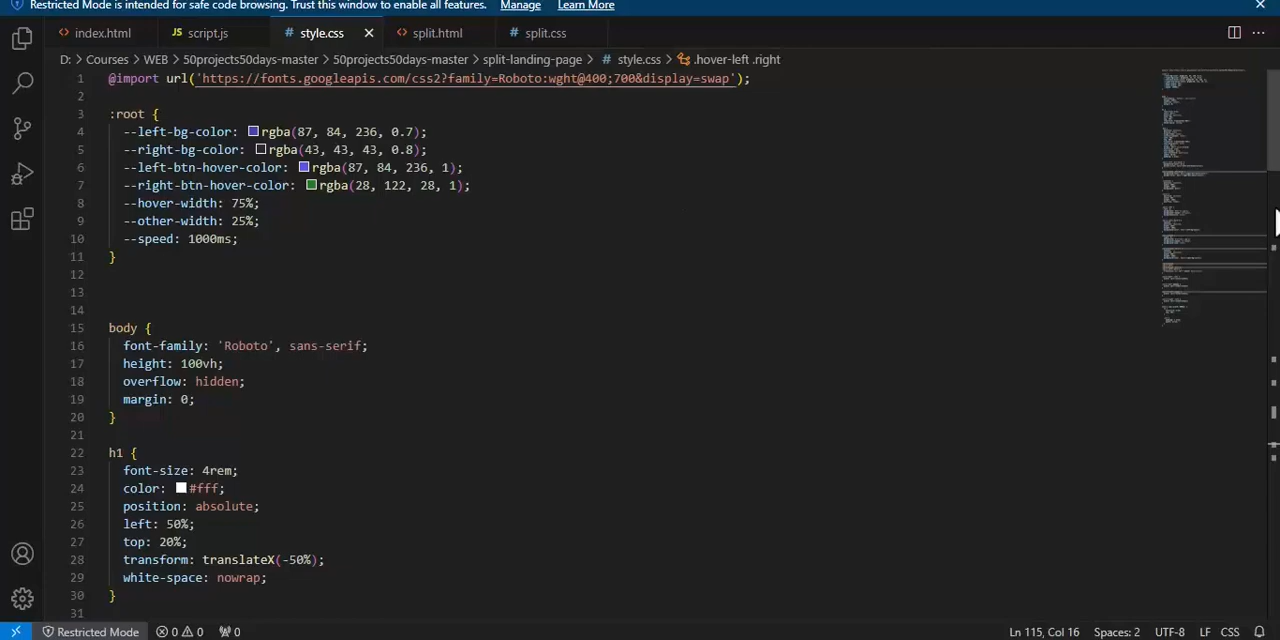 Restricted Mode is intended for safe code browsing. Trust this window to enable all features. Manage Learn More
index.html script.js style.css split.html split.css
D: > Courses > WEB > 50projects50days-master > 50projects50days-master > split-landing-page > # style.css > .hover-left .right
1 @import url('https://fonts.googleapis.com/css2?family=Roboto:wght@400;700&display=swap');
2
3 :root {
4 --left-bg-color: rgba(87, 84, 236, 0.7);
5 --right-bg-color: rgba(43, 43, 43, 0.8);
6 --left-btn-hover-color: rgba(87, 84, 236, 1);
7 --right-btn-hover-color: rgba(28, 122, 28, 1);
8 --hover-width: 75%;
9 --other-width: 25%;
10 --speed: 1000ms;
11 }
12
13
14
15 body {
16 font-family: 'Roboto', sans-serif;
17 height: 100vh;
18 overflow: hidden;
19 margin: 0;
20 }
21
22 h1 {
23 font-size: 4rem;
24 color: #fff;
25 position: absolute;
26 left: 50%;
27 top: 20%;
28 transform: translateX(-50%);
29 white-space: nowrap;
30 }
31
Restricted Mode 0 0 0 Ln 115, Col 16 Spaces: 2 UTF-8 LF CSS